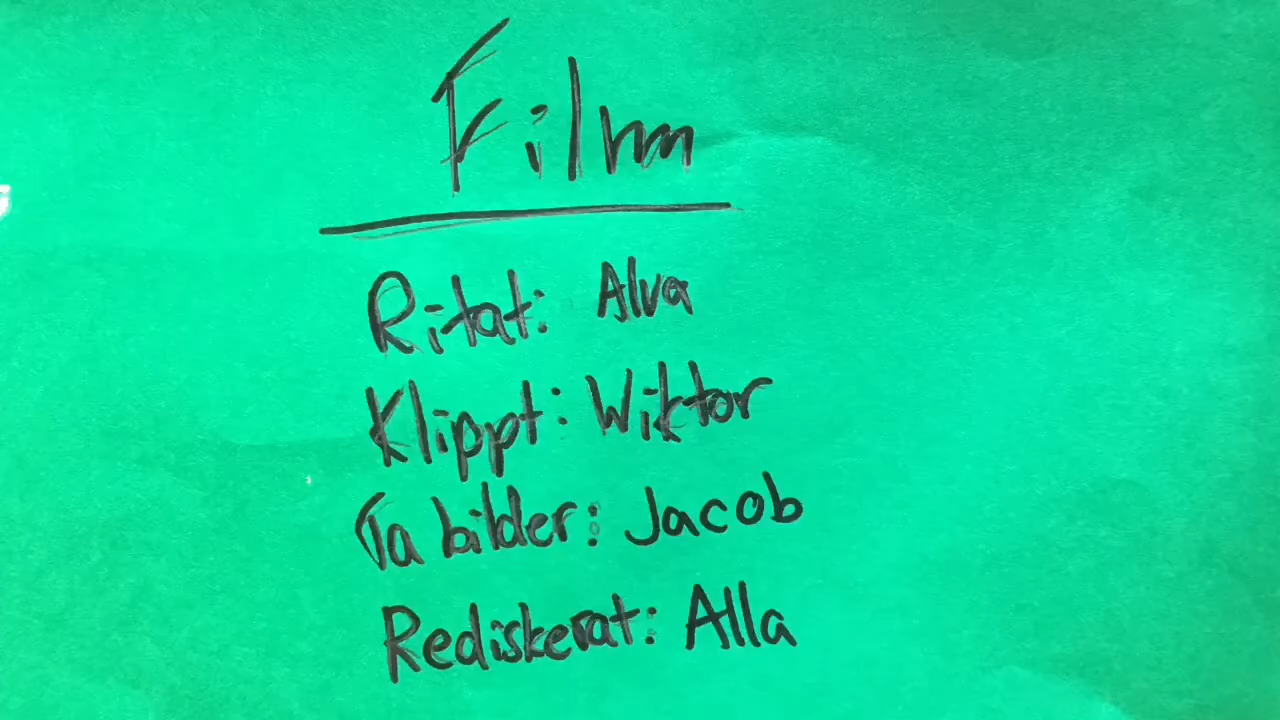 Film
Ritat: Alva
Klippt: Wiktor
Ta bilder: Jacob
Rediskerat: Alla